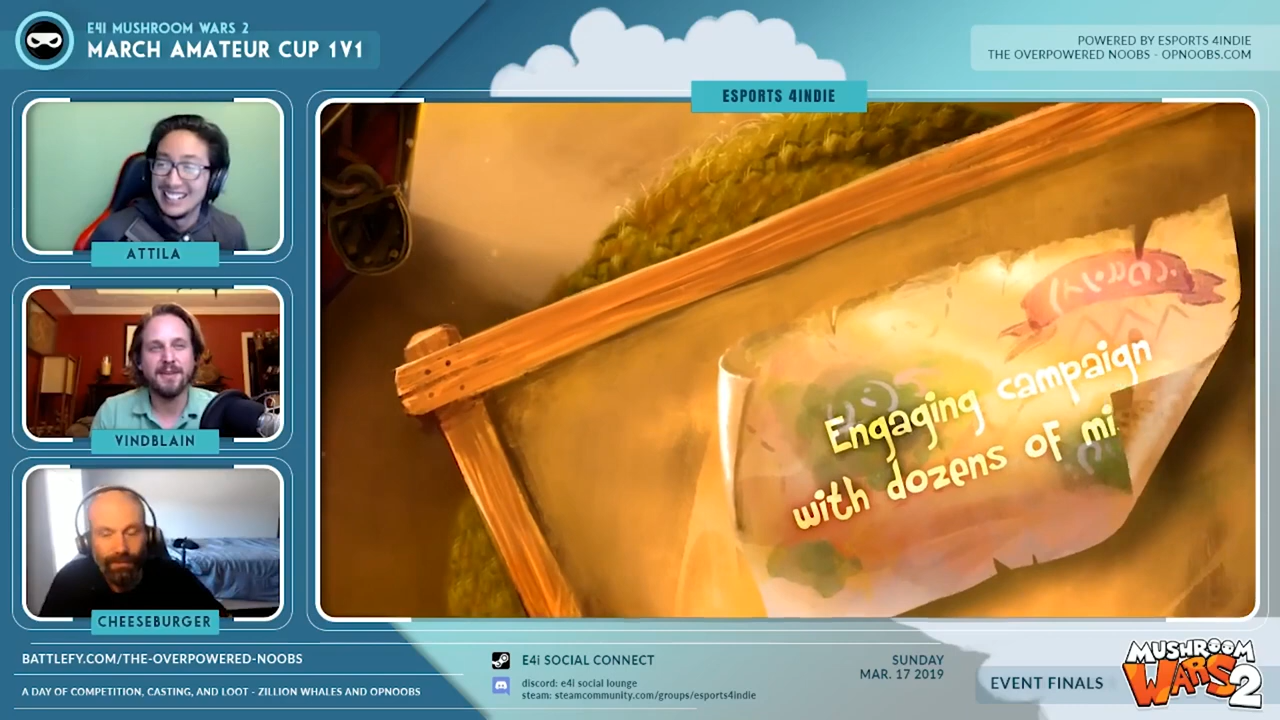 E4I MUSHROOM WARS 2
MARCH AMATEUR CUP 1V1
POWERED BY ESPORTS 4INDIE
THE OVERPOWERED NOOBS - OPNOOBS.COM
ESPORTS 4INDIE
ATTILA
VINDBLAIN
CHEESEBURGER
Engaging campaign
with dozens of mi
BATTLEFY.COM/THE-OVERPOWERED-NOOBS
A DAY OF COMPETITION, CASTING, AND LOOT - ZILLION WHALES AND OPNOOBS
E4i SOCIAL CONNECT
discord: e4i social lounge
steam: steamcommunity.com/groups/esports4indie
SUNDAY
MAR. 17 2019
EVENT FINALS
MUSHROOM
WARS 2